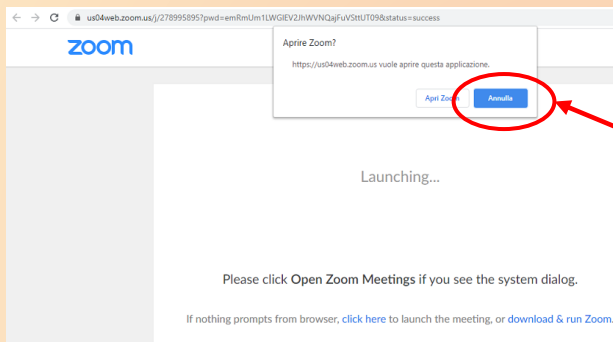 us04web.zoom.us/j/278995895?pwd=emRmUm1LWGlEV2JhWVNQajFuVSttUT09&status=success
zoom
Aprire Zoom?
https://us04web.zoom.us vuole aprire questa applicazione.
Apri Zoom Annulla
Launching...
Please click Open Zoom Meetings if you see the system dialog.
If nothing prompts from browser, click here to launch the meeting, or download & run Zoom.